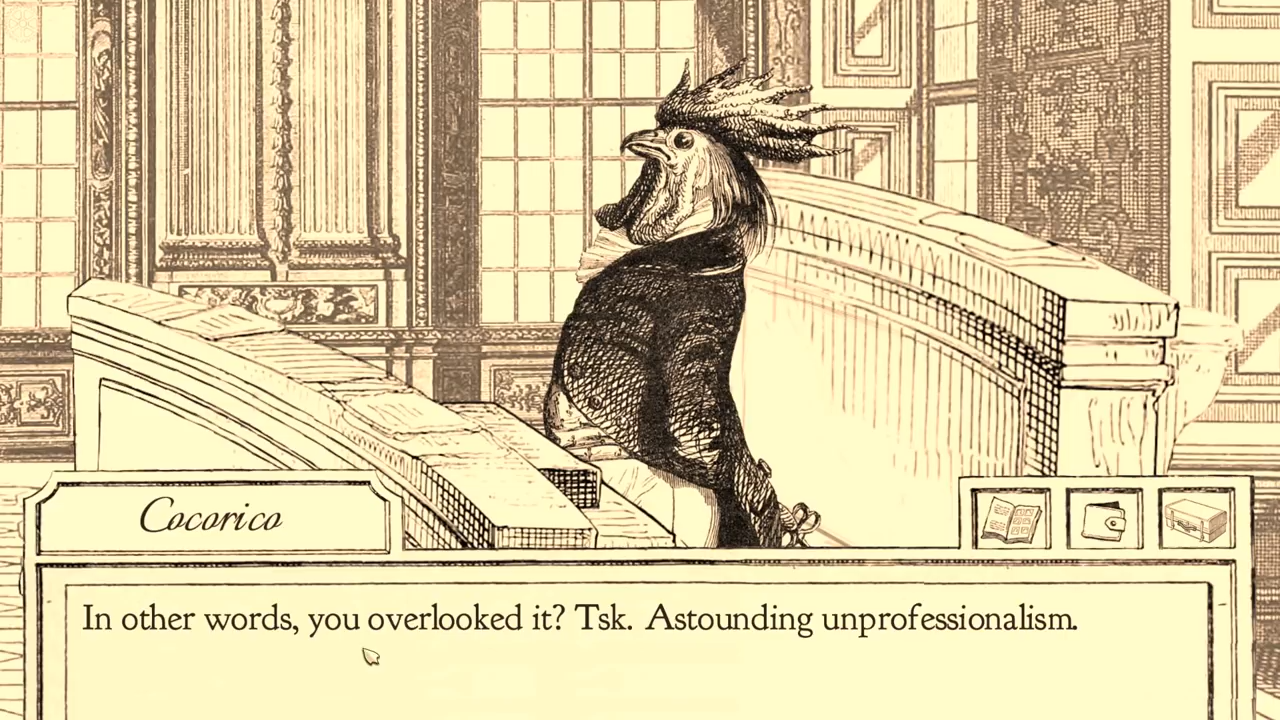 Cocorico
In other words, you overlooked it? Tsk. Astounding unprofessionalism.